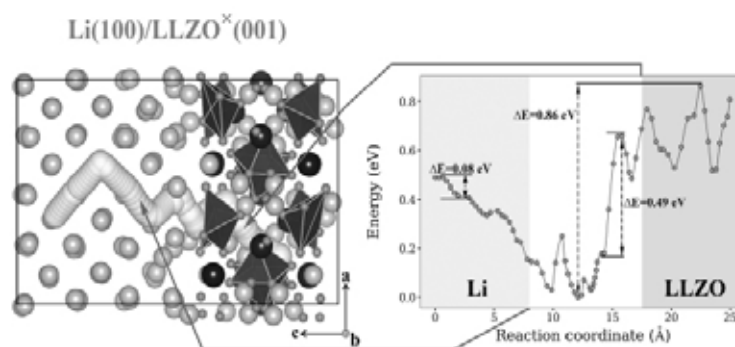 Li(100)/LLZO×(001)
a
c
b
Energy (eV)
0.8
0.6
0.4
0.2
0.0
ΔE=0.86 eV
ΔE=0.08 eV
ΔE=0.49 eV
Li
LLZO
0
5
10
15
20
25
Reaction coordinate (Å)